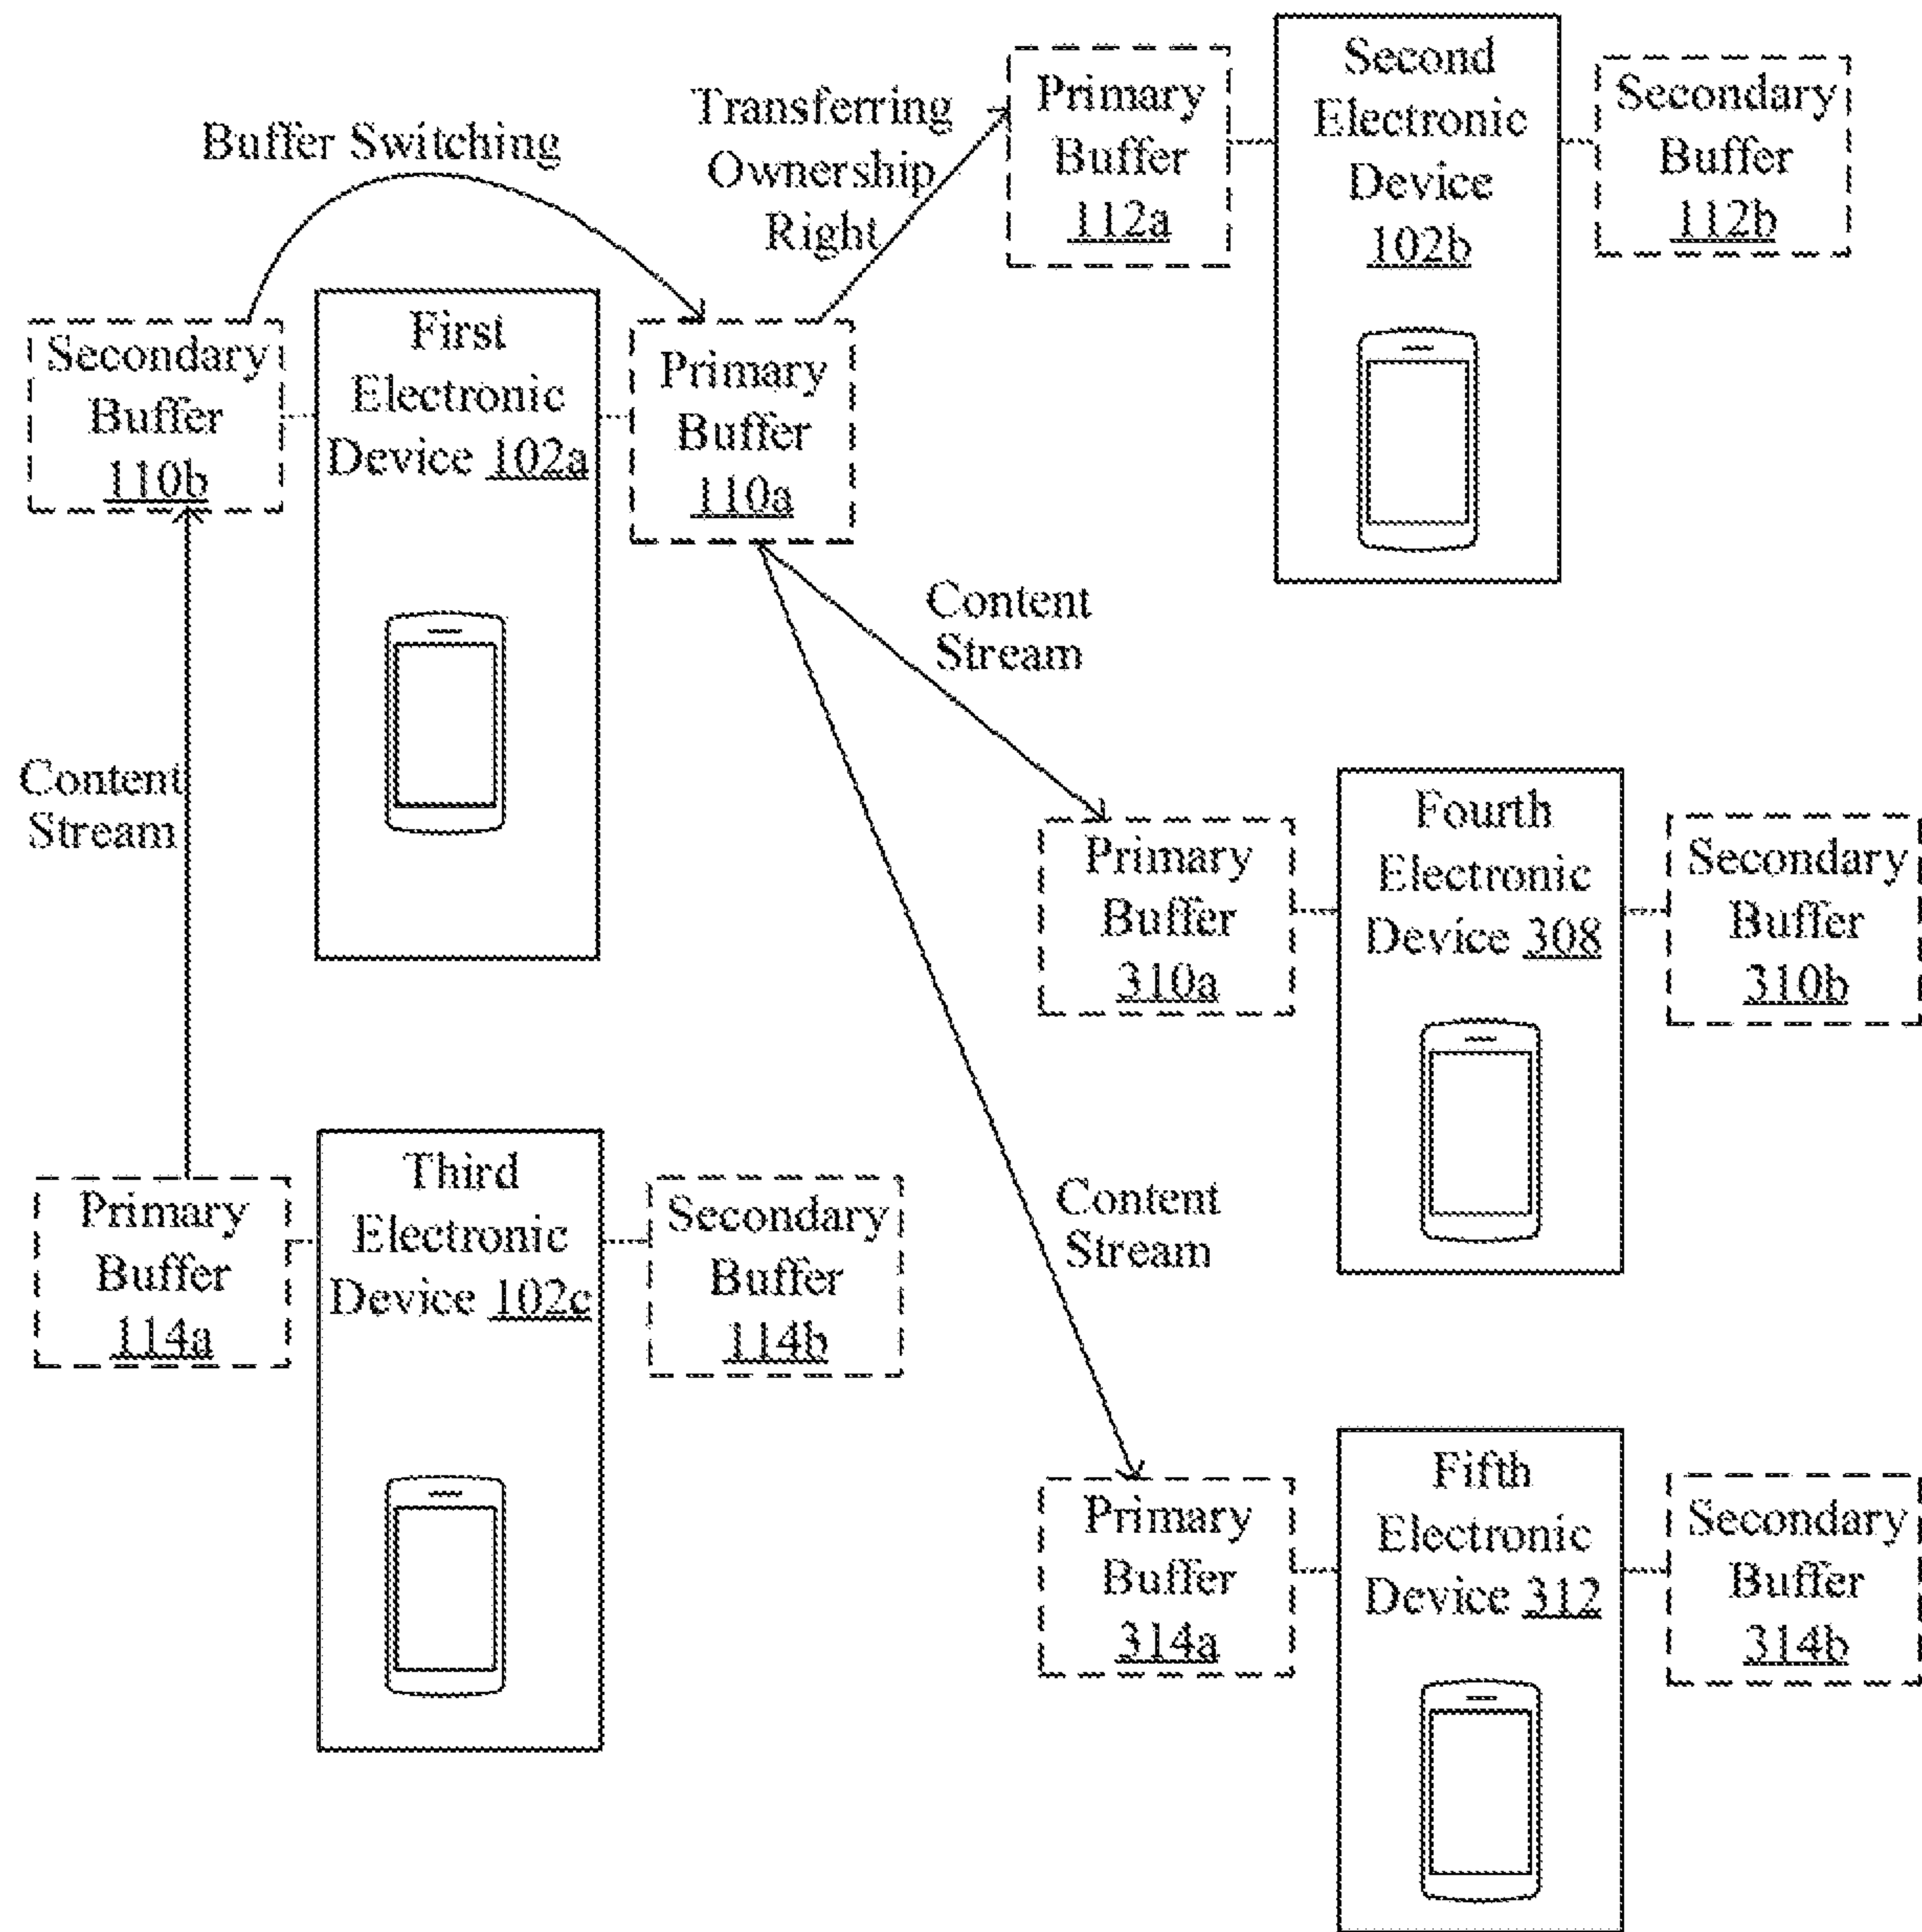 Buffer Switching
Transferring
Ownership
Right
Primary
Buffer
112a
Second
Electronic
Device
102b
Secondary
Buffer
112b
Secondary
Buffer
110b
First
Electronic
Device 102a
Primary
Buffer
110a
Content
Stream
Content
Stream
Primary
Buffer
310a
Fourth
Electronic
Device 308
Secondary
Buffer
310b
Primary
Buffer
114a
Third
Electronic
Device 102c
Secondary
Buffer
114b
Content
Stream
Primary
Buffer
314a
Fifth
Electronic
Device 312
Secondary
Buffer
314b